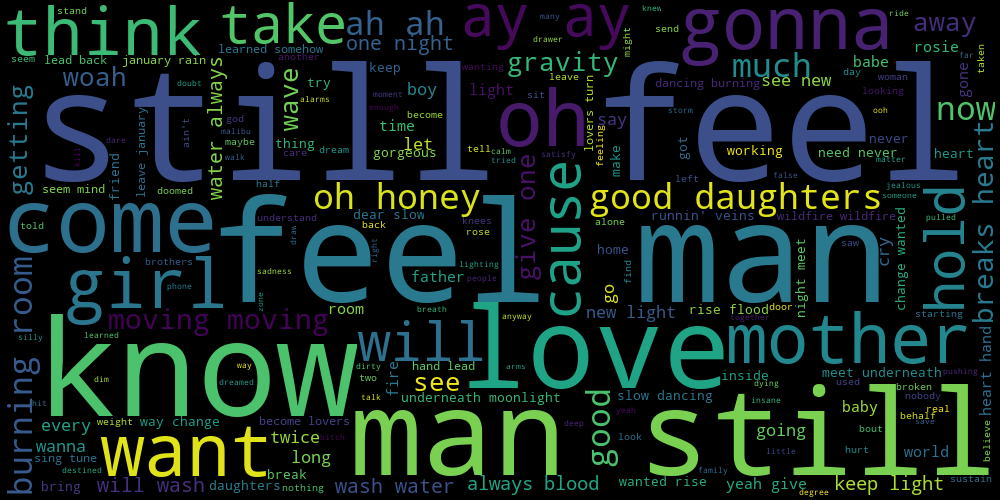 stand
think
take
ah ah
ay ay
gonna
away
ride
knew
many
drawer
send
might
seem
lead back
january rain
learned somehow
one night
another
gravity
much
rosie
far
taken
woah
doubt
keep
boy
light
wanting
leave
dancing burning
see new
babe
day
woman
gone
looking
still
feel
oh
now
try
wave
water always
moment
alarms
enough
become
sit
lovers turn
feeling
say
storm
ooh
god
malibu
maybe
walk
ain't
dare
kill
leave january
getting
friend
time
let
thing
care
dream
gorgeous
tell
calm
tried
satisfy
make
got
working
need never
never
matter
heart
seem mind
doomed
half
oh honey
give one
cause
good daughters
left
false
jealous
someone
hold
breaks heart
come
told
feel
understand
dear slow
back
knees
rose
alone
runnin' veins
wildfire wildfire
pulled
man
saw
cry
change wanted
draw
right
lighting
home
find
go
night meet
girl
brothers
phone
sadness
zone
father
people
room
breath
burning room
moving moving
silly
learned
know
will
love
anyway
new light
rise flood
door
together
mother
starting
hand
dim
way
dreamed
dirty
two
talk
fire
hand lead
see
arms
underneath moonlight
inside
dying
slow dancing
meet underneath
pushing
used
broken
nobody
insane
hit
weight
way change
become lovers
every
want
twice
bitch
man still
deep
yeah
good
look
going
baby
bout
behalf
real
save
believe
heart hand
wanna
sing tune
destined
long
break
little
hurt
world
family
bring
will wash
daughters
nothing
wash water
always blood
wanted rise
yeah give
degree
keep light
sustain